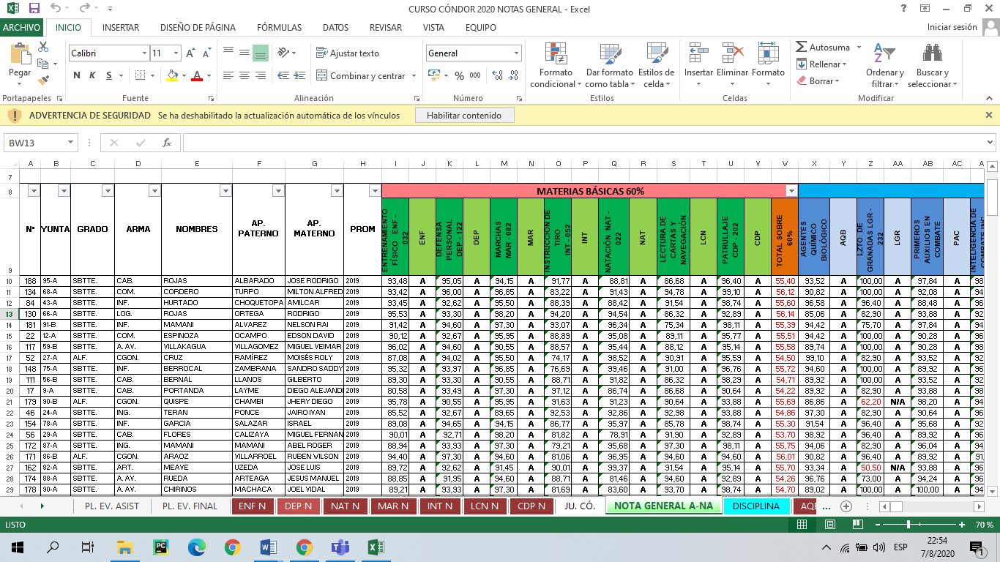 CURSO CÓNDOR 2020 NOTAS GENERAL - Excel
ARCHIVO INICIO INSERTAR DISEÑO DE PÁGINA FÓRMULAS DATOS REVISAR VISTA EQUIPO Iniciar sesión
Calibri 11 Ajustar texto General Autosuma
Rellenar
Pegar N K S Combinar y centrar % 000 Formato condicional Dar formato como tabla Estilos de celda Insertar Eliminar Formato Borrar Ordenar y filtrar Buscar y seleccionar
Portapapeles Fuente Alineación Número Estilos Celdas Modificar
ADVERTENCIA DE SEGURIDAD Se ha deshabilitado la actualización automática de los vínculos Habilitar contenido
BW13 fx
A B C D E F G H I J K L M N O P Q R S T U V W X Y Z AA AB AC
7
8 MATERIAS BÁSICAS 60%
9 Nº YUNTA GRADO ARMA NOMBRES AP. PATERNO AP. MATERNO PROM ENTRENAMIENTO FÍSICO ENF - 032 ENF DEFENSA PERSONAL DEP - 122 DEP MARCHAS MAR - 082 MAR INSTRUCCIÓN DE TIRO INT - 052 INT NATACIÓN NAT - 022 NAT LECTURA DE CARTAS Y NAVEGACIÓN LCN PATRULLAJE CDP - 202 CDP TOTAL SOBRE 60% AGENTES QUÍMICO BIOLÓGICO AQB LZTO. DE GRANADAS LGR - 232 LGR PRIMEROS AUXILIOS EN COMBATE PAC INTELIGENCIA DE
10 188 95-A SBTTE. CAB. ROJAS ALBARADO JOSE RODRIGO 2019 93,48 A 95,05 A 94,15 A 91,77 A 88,81 A 86,68 A 96,40 A 55,40 93,52 A 100,00 A 97,84 A 98
11 134 68-A SBTTE. COM. CORDERO TURPO MILTON ALFRED 2019 93,42 A 96,00 A 96,85 A 83,22 A 91,43 A 94,78 A 99,10 A 56,12 90,82 A 100,00 A 92,08 A 94
12 84 43-A SBTTE. INF. HURTADO CHOQUETOPA AMILCAR 2019 93,45 A 92,62 A 95,50 A 88,39 A 88,42 A 91,54 A 98,74 A 55,60 96,58 A 96,40 A 88,48 A 96
13 130 66-A SBTTE. LOG. ROJAS ORTEGA RODRIGO 2019 95,53 A 93,30 A 98,20 A 94,20 A 94,54 A 86,32 A 92,89 A 56,14 85,06 A 82,90 A 93,88 A 92
14 181 91-B SBTTE. INF. MAMANI ALVAREZ NELSON RAI 2019 91,42 A 94,60 A 97,30 A 93,07 A 96,34 A 75,34 A 98,11 A 55,39 94,42 A 75,70 A 97,84 A 94
15 22 12-A SBTTE. COM. ESPINOZA OCAMPO EDSON DAVID 2019 90,12 A 92,67 A 95,95 A 88,89 A 95,08 A 89,11 A 95,77 A 55,51 94,42 A 100,00 A 90,28 A 96
16 117 59-B SBTTE. A. AV. VILLAKAGUA VILLAGOMEZ MIGUEL VEIMAR 2019 96,02 A 94,60 A 90,55 A 88,57 A 95,44 A 88,12 A 95,14 A 55,58 89,74 A 100,00 A 90,28 A 98
17 52 27-A ALF. CGON. CRUZ RAMÍREZ MOISÉS ROLY 2019 87,08 A 94,02 A 95,50 A 74,17 A 98,52 A 90,91 A 95,59 A 54,50 99,10 A 82,90 A 93,52 A 92
18 148 75-A SBTTE. INF. BERROCAL ZAMBRANA SANDRO SADDY 2019 95,32 A 93,97 A 96,85 A 76,69 A 99,46 A 91,00 A 96,76 A 55,72 94,60 A 100,00 A 89,92 A 94
19 111 56-B SBTTE. CAB. BERNAL LLANOS GILBERTO 2019 89,30 A 93,30 A 90,55 A 88,71 A 91,82 A 86,32 A 98,29 A 54,71 89,92 A 100,00 A 93,52 A 92
20 17 9-A SBTTE. CAB. PORTANDA LAYME DIEGO ALEJAND 2019 80,58 A 93,49 A 97,30 A 97,12 A 86,74 A 86,68 A 90,64 A 54,22 89,92 A 82,90 A 93,88 A 98
21 179 90-B ALF. CGON. QUISPE CHAMBI JHERY DIEGO 2019 95,78 A 90,55 A 95,95 A 91,63 A 91,23 A 90,64 A 93,88 A 55,69 86,86 A 62,20 N/A 98,20 A 94
22 46 24-A SBTTE. ING. TERAN PONCE JAIRO IVAN 2019 85,52 A 92,67 A 89,65 A 92,53 A 92,86 A 92,98 A 93,88 A 54,86 97,30 A 82,90 A 90,64 A 96
23 154 78-A SBTTE. INF. GARCIA SALAZAR ISRAEL 2019 89,08 A 94,65 A 94,15 A 86,77 A 95,97 A 85,78 A 98,74 A 55,30 91,54 A 96,40 A 95,68 A 92
24 56 29-A SBTTE. CAB. FLORES CALIZAYA MIGUEL FERNAN 2019 90,01 A 92,71 A 98,20 A 81,82 A 78,91 A 91,90 A 92,89 A 53,70 98,92 A 96,40 A 89,92 A 96
25 172 87-A SBTTE. ING. MAMANI MAMANI ABEL ROGER 2019 88,94 A 93,93 A 97,30 A 79,21 A 95,68 A 97,30 A 98,11 A 55,75 94,06 A 82,90 A 96,04 A 94
26 171 86-B ALF. CGON. ARAOZ VILLARROEL RUBEN WILSON 2019 94,40 A 97,30 A 94,60 A 81,06 A 96,95 A 94,60 A 94,60 A 56,01 90,82 A 96,40 A 89,92 A 91
27 162 82-A SBTTE. ART. MEAVE UZEDA JOSE LUIS 2019 89,72 A 92,62 A 91,45 A 90,01 A 99,37 A 91,54 A 95,14 A 55,70 93,34 A 50,50 N/A 93,88 A 96
28 174 88-A SBTTE. A. AV. RUEDA ARTEAGA JESUS MANUEL 2019 88,85 A 91,95 A 94,60 A 88,71 A 81,46 A 94,60 A 92,89 A 54,26 96,76 A 73,00 A 94,24 A 96
29 178 90-A SBTTE. A. AV. CHIRINOS MACHACA JOEL VIDAL 2019 89,21 A 93,93 A 97,30 A 81,69 A 83,60 A 93,70 A 98,74 A 54,70 89,02 A 100,00 A 100,00 A 94
PL. EV. ASIST PL. EV. FINAL ENF N DEP N NAT N MAR N INT N LCN N CDP N JU. CÓ. NOTA GENERAL A-NA DISCIPLINA AQB ...
LISTO 70 %
ESP 22:54
7/8/2020 1